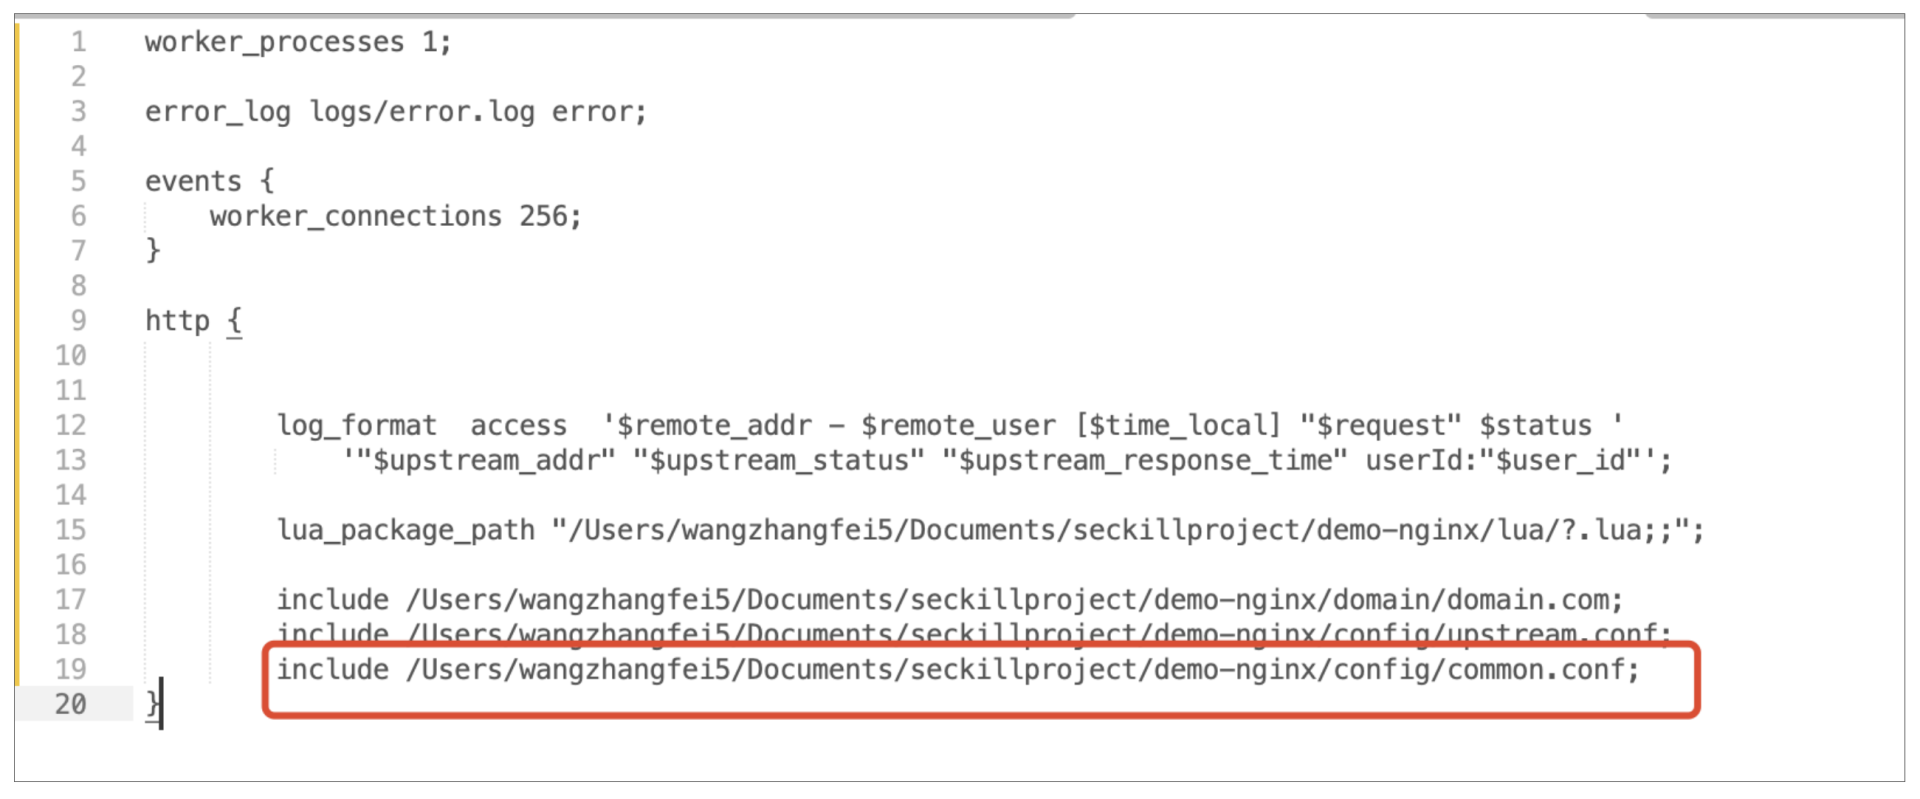 1 worker_processes 1;
2
3 error_log logs/error.log error;
4
5 events {
6 worker_connections 256;
7 }
8
9 http {
10
11
12 log_format  access  '$remote_addr – $remote_user [$time_local] "$request" $status '
13 '"$upstream_addr" "$upstream_status" "$upstream_response_time" userId:"$user_id"';
14
15 lua_package_path "/Users/wangzhangfei5/Documents/seckillproject/demo-nginx/lua/?.lua;;";
16
17 include /Users/wangzhangfei5/Documents/seckillproject/demo-nginx/domain/domain.com;
18 include /Users/wangzhangfei5/Documents/seckillproject/demo-nginx/config/upstream.conf;
19 include /Users/wangzhangfei5/Documents/seckillproject/demo-nginx/config/common.conf;
20 }